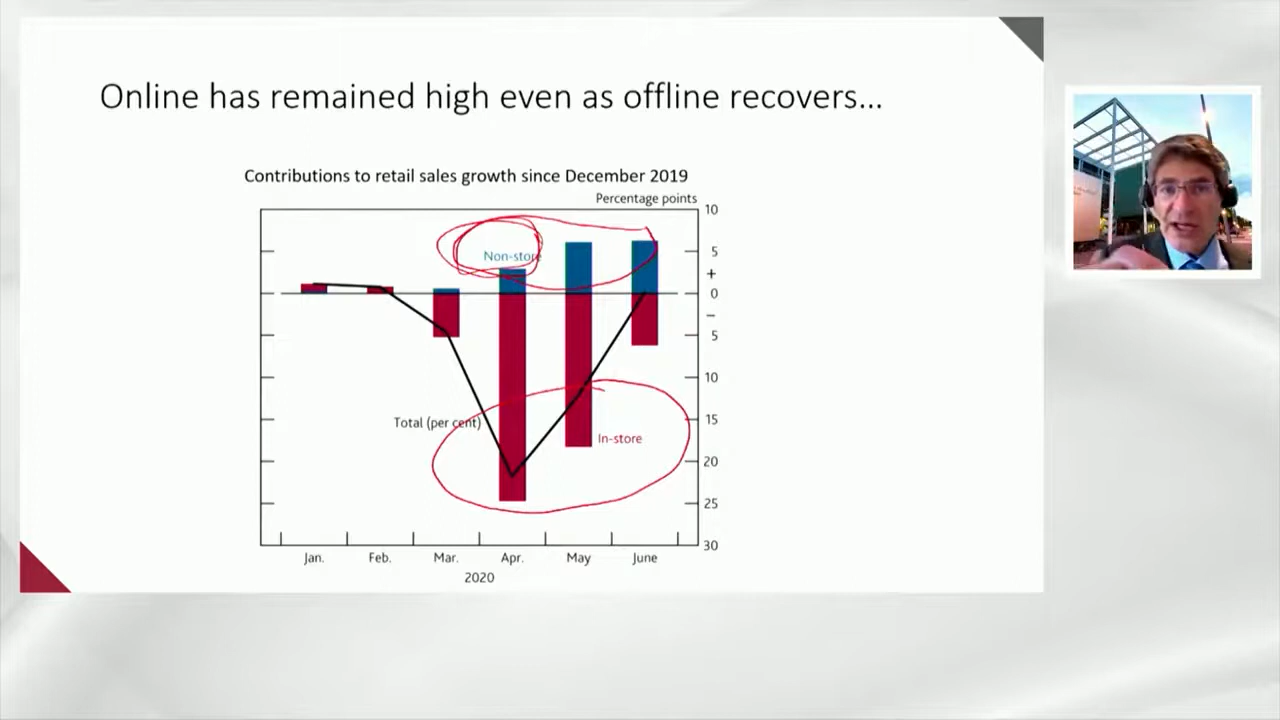 Online has remained high even as offline recovers...
Contributions to retail sales growth since December 2019
Percentage points
10
5
+
0
–
5
10
15
20
25
30
Non-store
Total (per cent)
In-store
Jan.
Feb.
Mar.
Apr.
May
June
2020